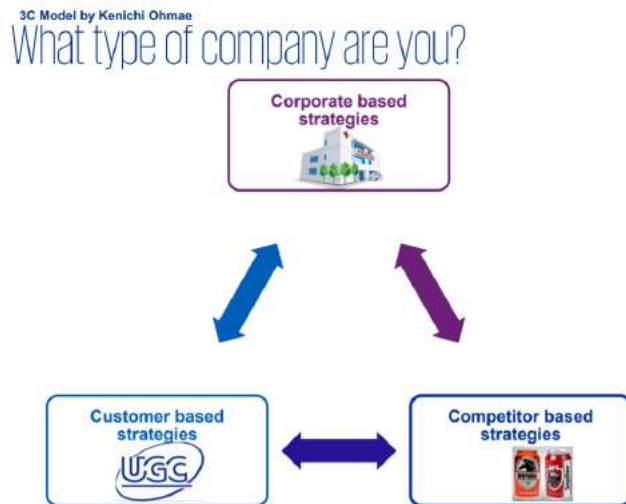 3C Model by Kenichi Ohmae
What type of company are you?
Corporate based
strategies
Customer based
strategies
UGC
Competitor based
strategies